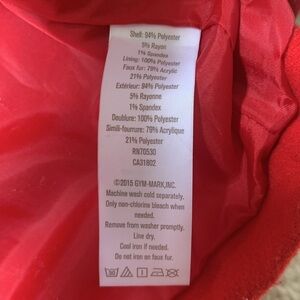 Shell: 94% Polyester
5% Rayon
1% Spandex
Lining: 100% Polyester
Faux fur: 79% Acrylic
21% Polyester
Extérieur: 94% Polyester
5% Rayonne
1% Spandex
Doublure: 100% Polyester
Simili-fourrure: 79% Acrylique
21% Polyester
RN70530
CA31802
©2015 GYM-MARK,INC.
Machine wash cold separately.
Only non-chlorine bleach when
needed.
Remove from washer promptly.
Line dry.
Cool iron if needed.
Do not iron on faux fur.